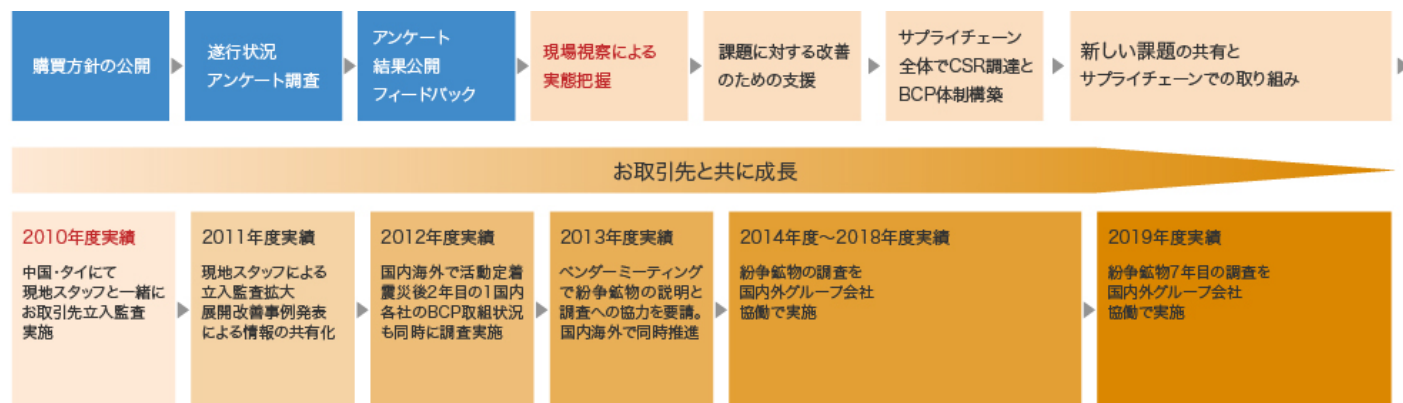 購買方針の公開
遂行状況
アンケート調査
アンケート
結果公開
フィードバック
現場視察による
実態把握
課題に対する改善
のための支援
サプライチェーン
全体でCSR調達と
BCP体制構築
新しい課題の共有と
サプライチェーンでの取り組み
お取引先と共に成長
2010年度実績
中国・タイにて
現地スタッフと一緒に
お取引先立入監査
実施
2011年度実績
現地スタッフによる
立入監査拡大
展開改善事例発表
による情報の共有化
2012年度実績
国内海外で活動定着
震災後2年目の1国内
各社のBCP取組状況
も同時に調査実施
2013年度実績
ベンダーミーティング
で紛争鉱物の説明と
調査への協力を要請。
国内海外で同時推進
2014年度～2018年度実績
紛争鉱物の調査を
国内外グループ会社
協働で実施
2019年度実績
紛争鉱物7年目の調査を
国内外グループ会社
協働で実施